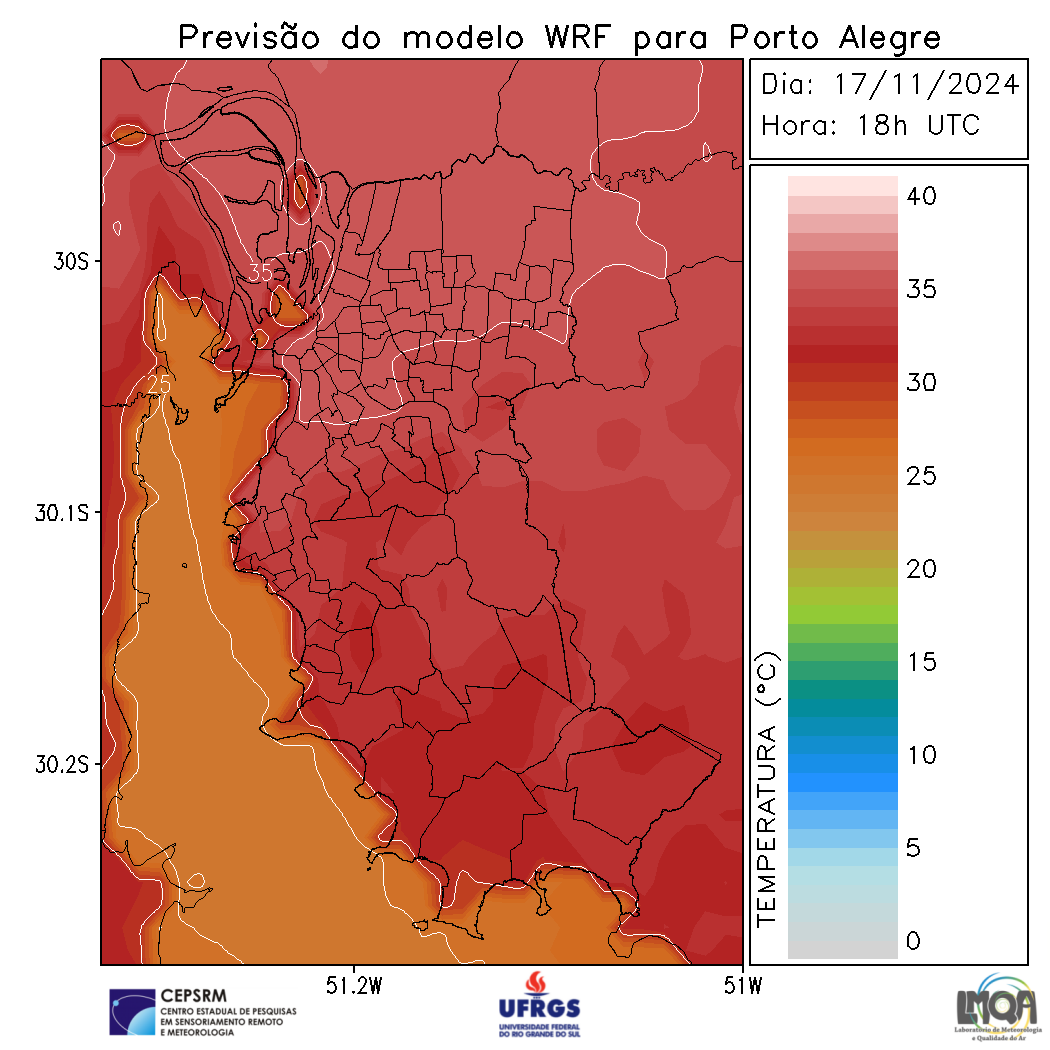 Previsão do modelo WRF para Porto Alegre
Dia: 17/11/2024
Hora: 18h UTC
30S
30.1S
30.2S
51.2W
51W
35
25
TEMPERATURA (°C)
40
35
30
25
20
15
10
5
0
CEPSRM
CENTRO ESTADUAL DE PESQUISAS
EM SENSORIAMENTO REMOTO
E METEOROLOGIA
UFRGS
UNIVERSIDADE FEDERAL
DO RIO GRANDE DO SUL
LMQA
Laboratório de Meteorologia
e Qualidade do Ar